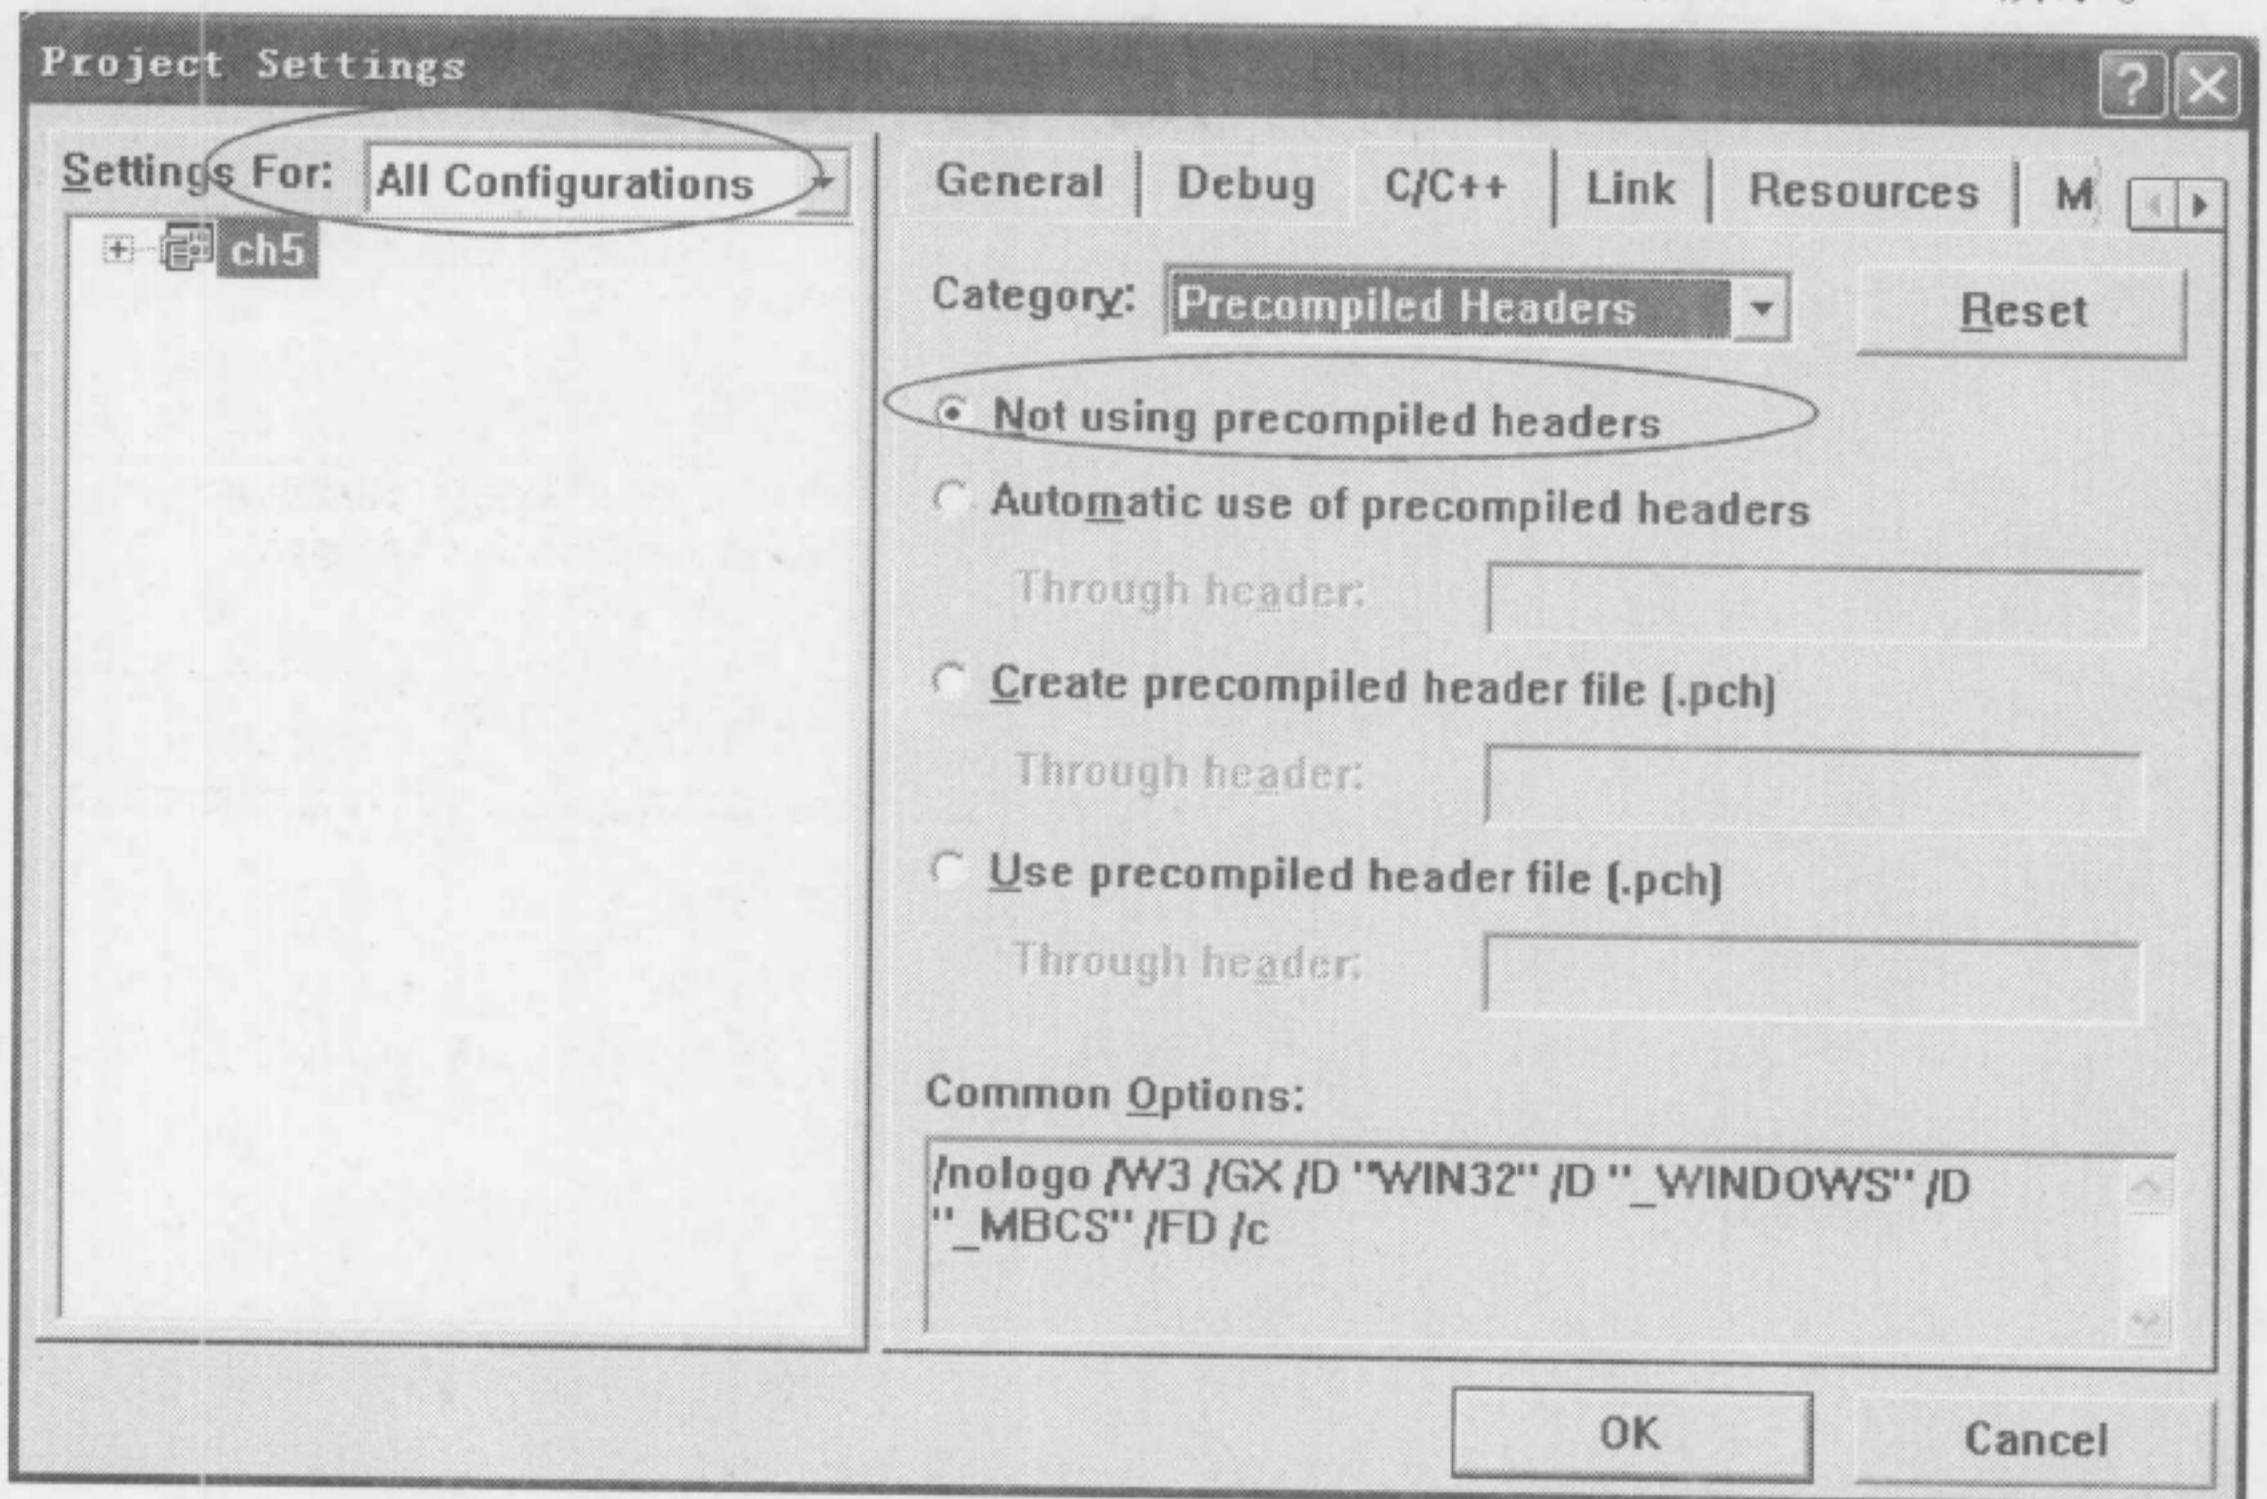 Project Settings
Settings For: All Configurations
ch5
General Debug C/C++ Link Resources M
Category: Precompiled Headers Reset
Not using precompiled headers
Automatic use of precompiled headers
Through header:
Create precompiled header file (.pch)
Through header:
Use precompiled header file (.pch)
Through header:
Common Options:
/nologo /W3 /GX /D "WIN32" /D "_WINDOWS" /D
"_MBCS" /FD /c
OK Cancel